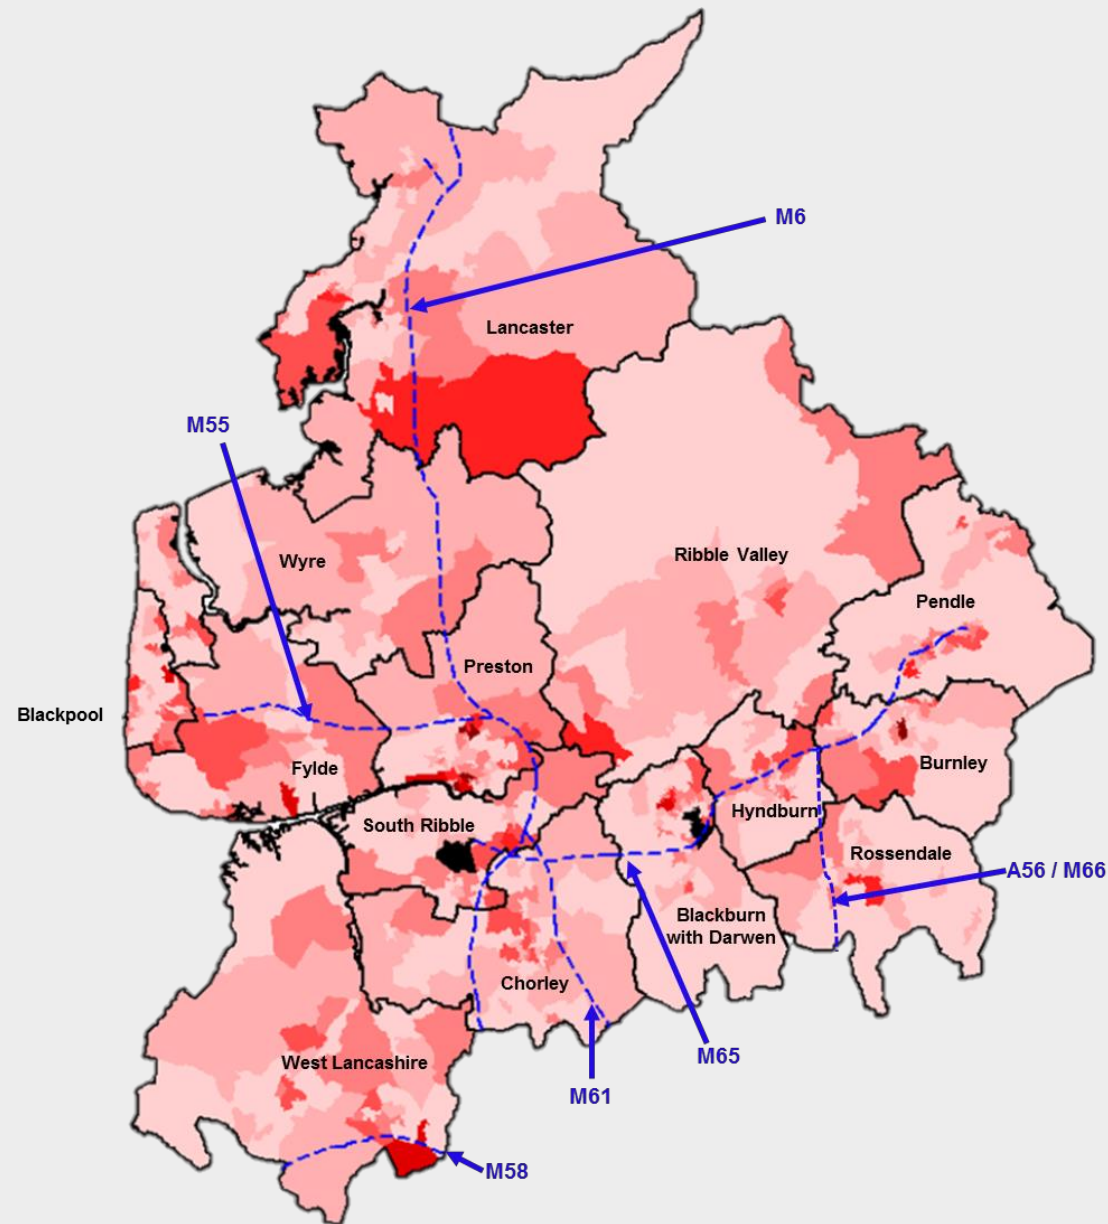 M6
Lancaster
M55
Ribble Valley
Wyre
Pendle
Preston
Blackpool
Fylde
Burnley
Hyndburn
South Ribble
Rossendale
A56 / M66
Blackburn
with Darwen
Chorley
M65
West Lancashire
M61
M58